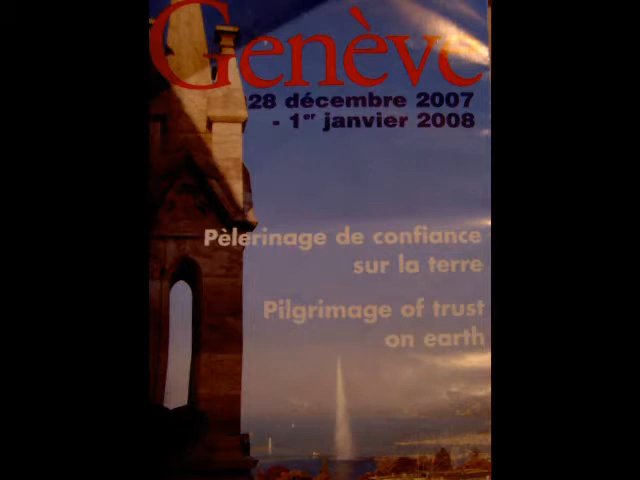 Genève
28 décembre 2007
- 1er janvier 2008
Pèlerinage de confiance
sur la terre
Pilgrimage of trust
on earth